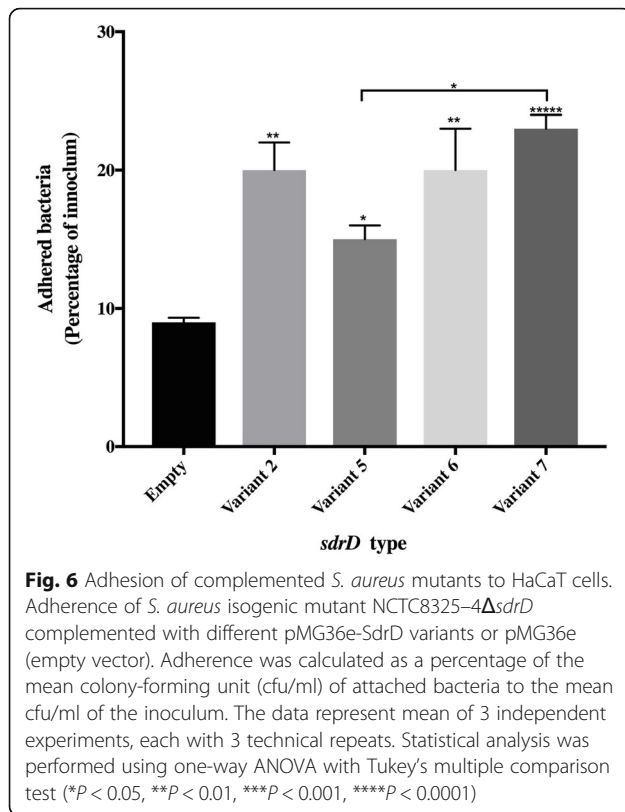 30
20
10
0
Adhered bacteria
(Percentage of innoclum)
*
**
*
**
*****
Empty
Variant 2
Variant 5
Variant 6
Variant 7
sdrD type
Fig. 6 Adhesion of complemented S. aureus mutants to HaCaT cells.
Adherence of S. aureus isogenic mutant NCTC8325–4ΔsdrD
complemented with different pMG36e-SdrD variants or pMG36e
(empty vector). Adherence was calculated as a percentage of the
mean colony-forming unit (cfu/ml) of attached bacteria to the mean
cfu/ml of the inoculum. The data represent mean of 3 independent
experiments, each with 3 technical repeats. Statistical analysis was
performed using one-way ANOVA with Tukey’s multiple comparison
test (*P < 0.05, **P < 0.01, ***P < 0.001, ****P < 0.0001)